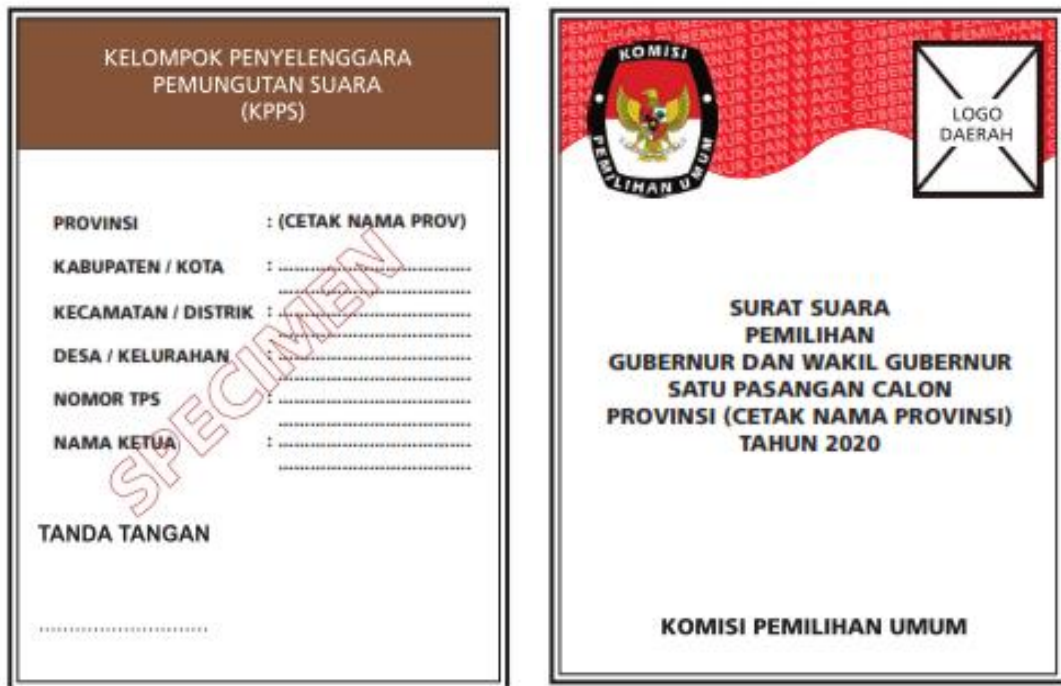 KELOMPOK PENYELENGGARA
PEMUNGUTAN SUARA
(KPPS)
PROVINSI : (CETAK NAMA PROV)
KABUPATEN / KOTA : ........................................
........................................
KECAMATAN / DISTRIK : ........................................
........................................
DESA / KELURAHAN : ........................................
........................................
NOMOR TPS : ........................................
........................................
NAMA KETUA : ........................................
........................................
SPECIMEN
TANDA TANGAN
............................
KOMISI
PEMILIHAN UMUM
LOGO
DAERAH
SURAT SUARA
PEMILIHAN
GUBERNUR DAN WAKIL GUBERNUR
SATU PASANGAN CALON
PROVINSI (CETAK NAMA PROVINSI)
TAHUN 2020
KOMISI PEMILIHAN UMUM